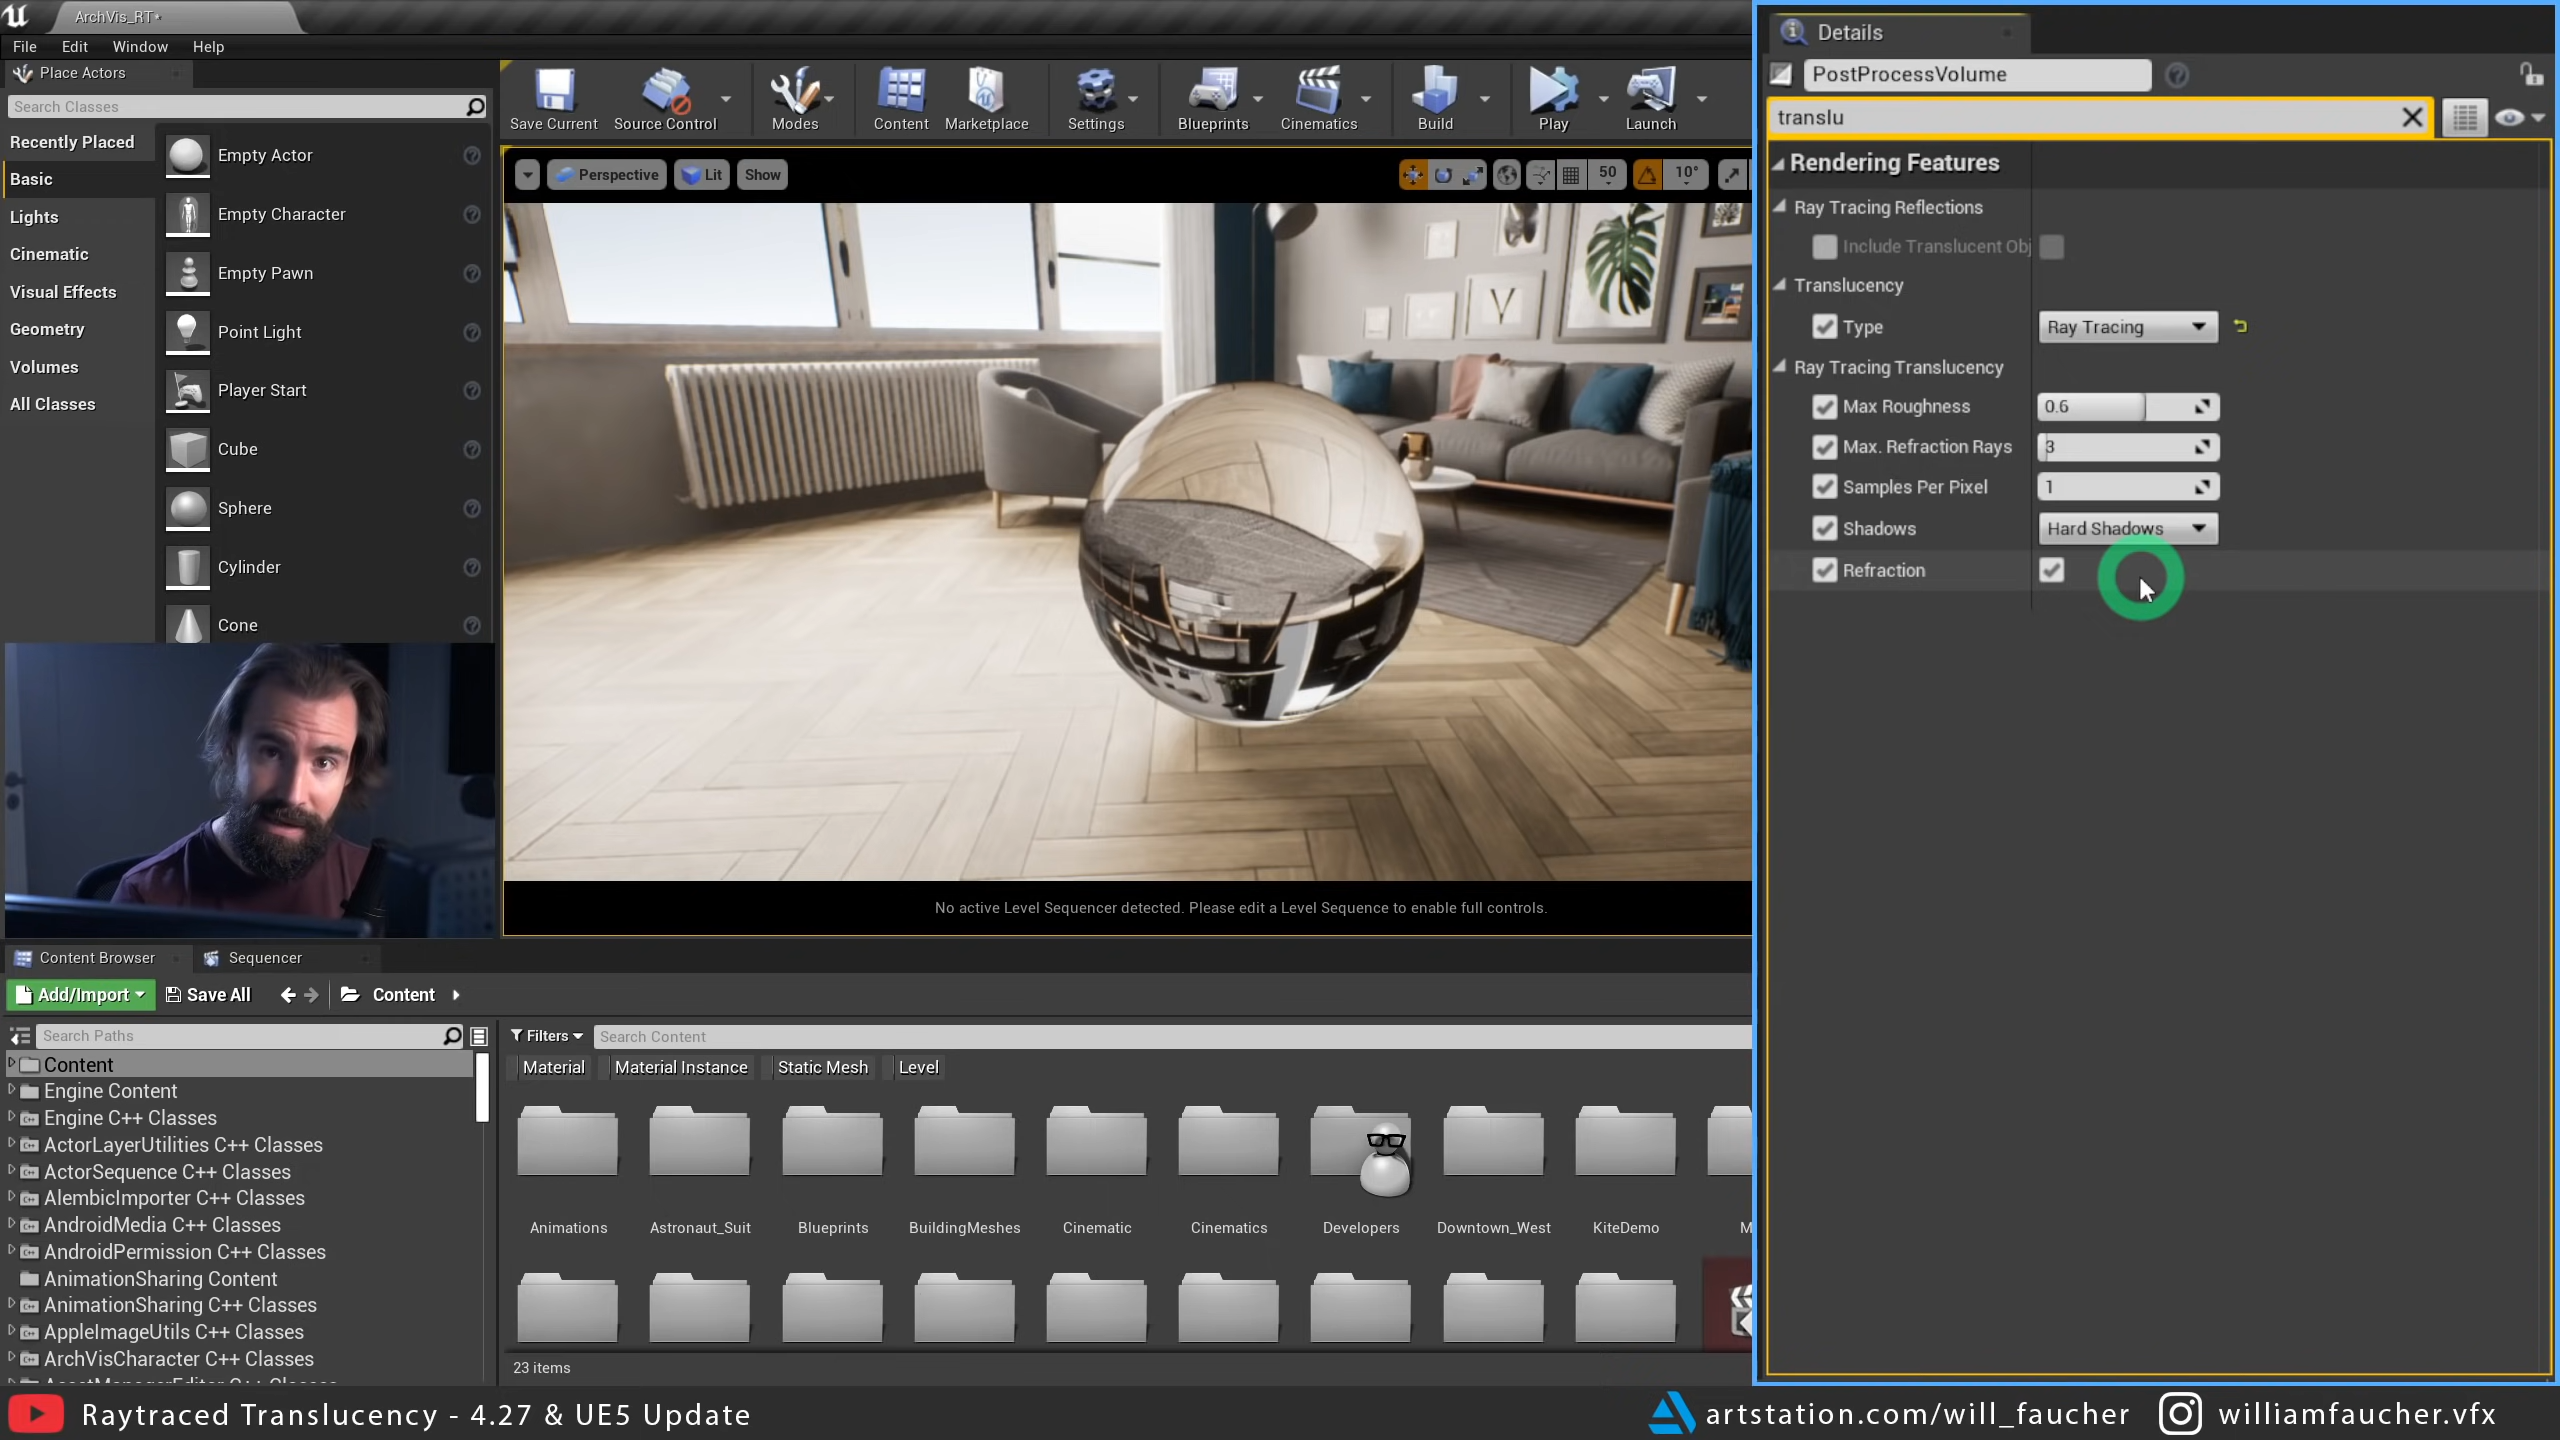 ArchVis_RT*
File Edit Window Help
Place Actors
Search Classes
Recently Placed
Basic
Lights
Cinematic
Visual Effects
Geometry
Volumes
All Classes
Empty Actor
Empty Character
Empty Pawn
Point Light
Player Start
Cube
Sphere
Cylinder
Cone
Save Current
Source Control
Modes
Content
Marketplace
Settings
Blueprints
Cinematics
Build
Play
Launch
Perspective Lit Show
50 10°
V
No active Level Sequencer detected. Please edit a Level Sequence to enable full controls.
Details
PostProcessVolume
translu
Rendering Features
Ray Tracing Reflections
Include Translucent Obj
Translucency
Type Ray Tracing
Ray Tracing Translucency
Max Roughness 0.6
Max. Refraction Rays 3
Samples Per Pixel 1
Shadows Hard Shadows
Refraction
Content Browser Sequencer
Add/Import Save All Content
Search Paths
Content
Engine Content
Engine C++ Classes
ActorLayerUtilities C++ Classes
ActorSequence C++ Classes
AlembicImporter C++ Classes
AndroidMedia C++ Classes
AndroidPermission C++ Classes
AnimationSharing Content
AnimationSharing C++ Classes
AppleImageUtils C++ Classes
ArchVisCharacter C++ Classes
Filters Search Content
Material Material Instance Static Mesh Level
Animations Astronaut_Suit Blueprints BuildingMeshes Cinematic Cinematics Developers Downtown_West KiteDemo M
23 items
Raytraced Translucency - 4.27 & UE5 Update
artstation.com/will_faucher
williamfaucher.vfx